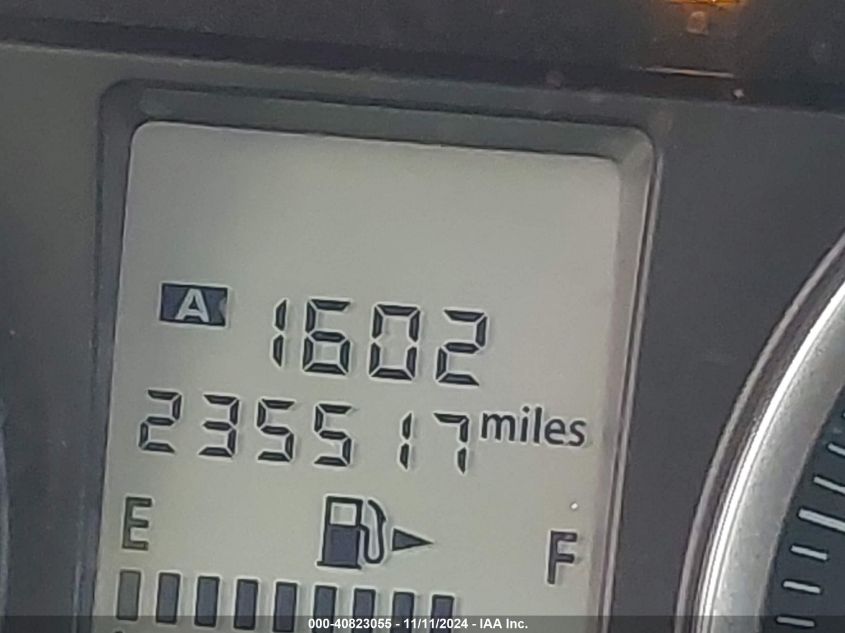 A 1602
235517 miles
E F
000-40823055 - 11/11/2024 - IAA Inc.